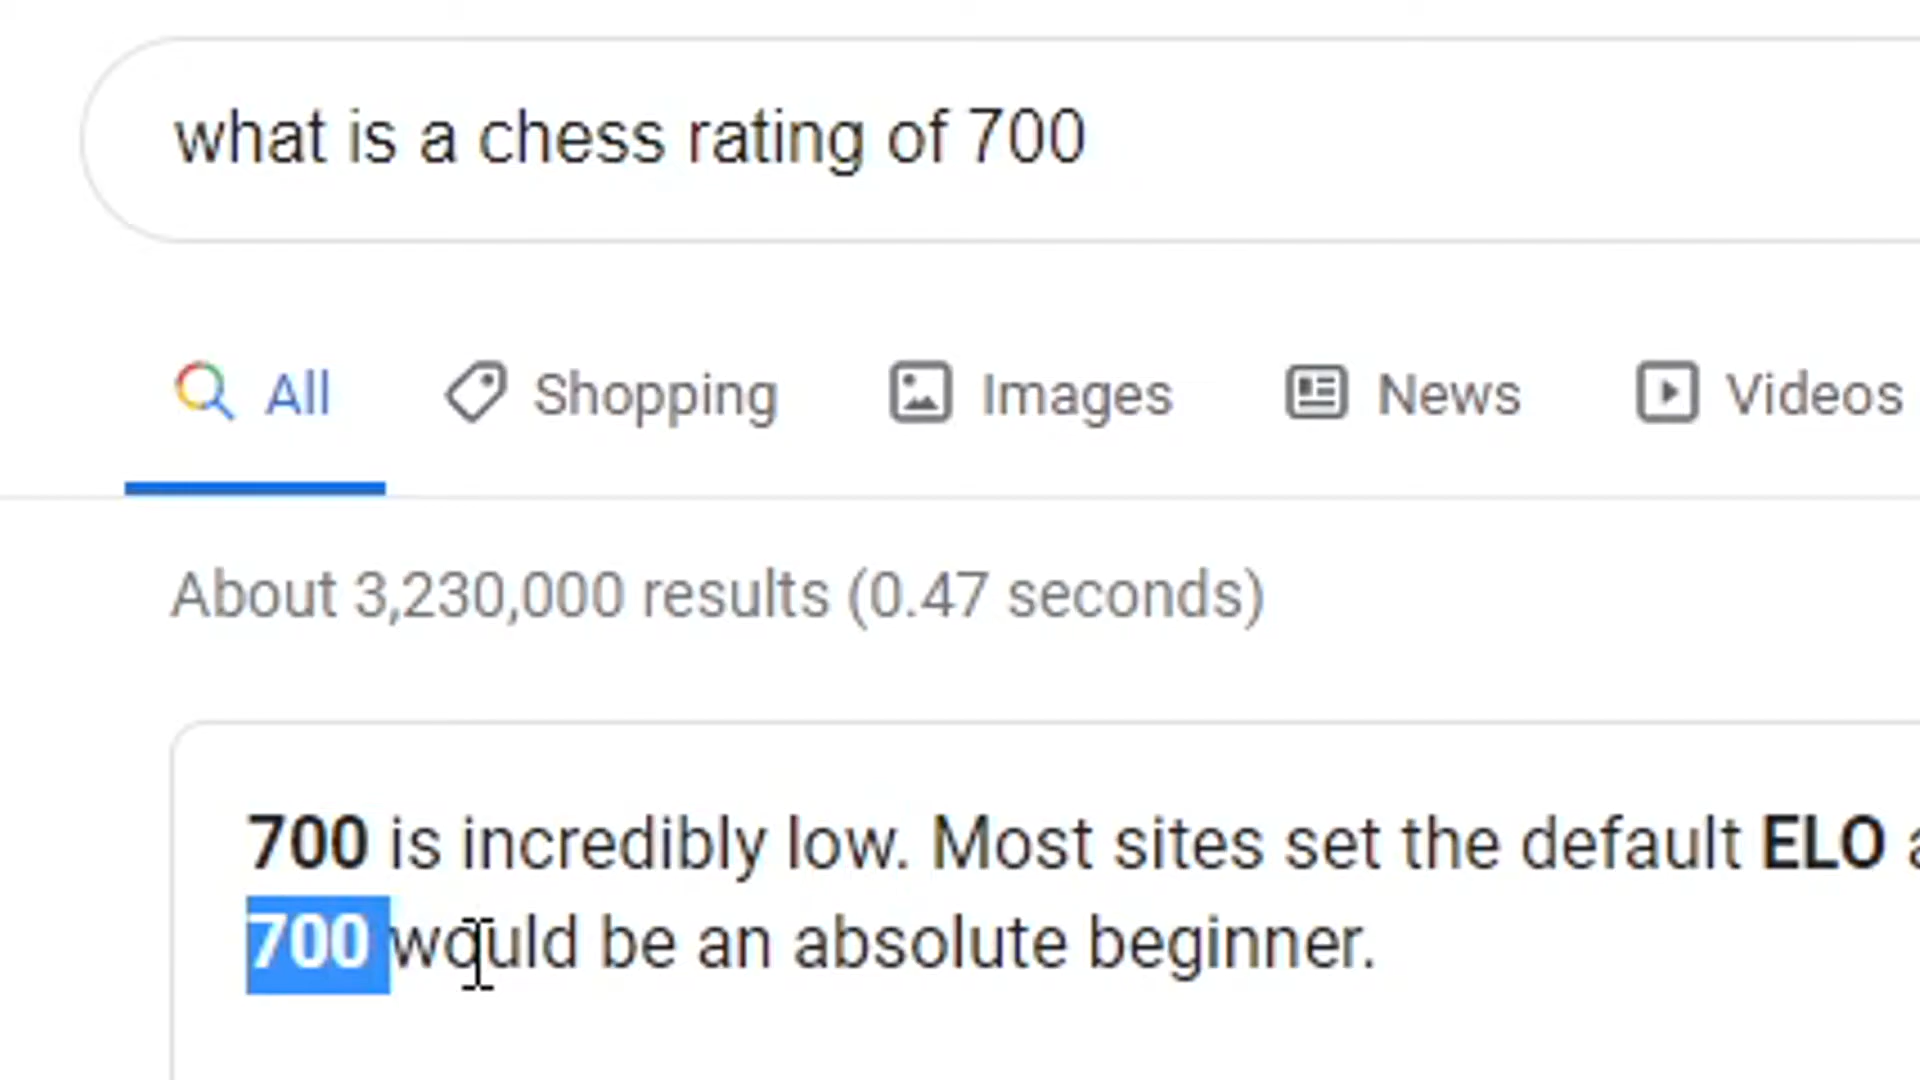 what is a chess rating of 700
All Shopping Images News Videos
About 3,230,000 results (0.47 seconds)
700 is incredibly low. Most sites set the default ELO
700 would be an absolute beginner.